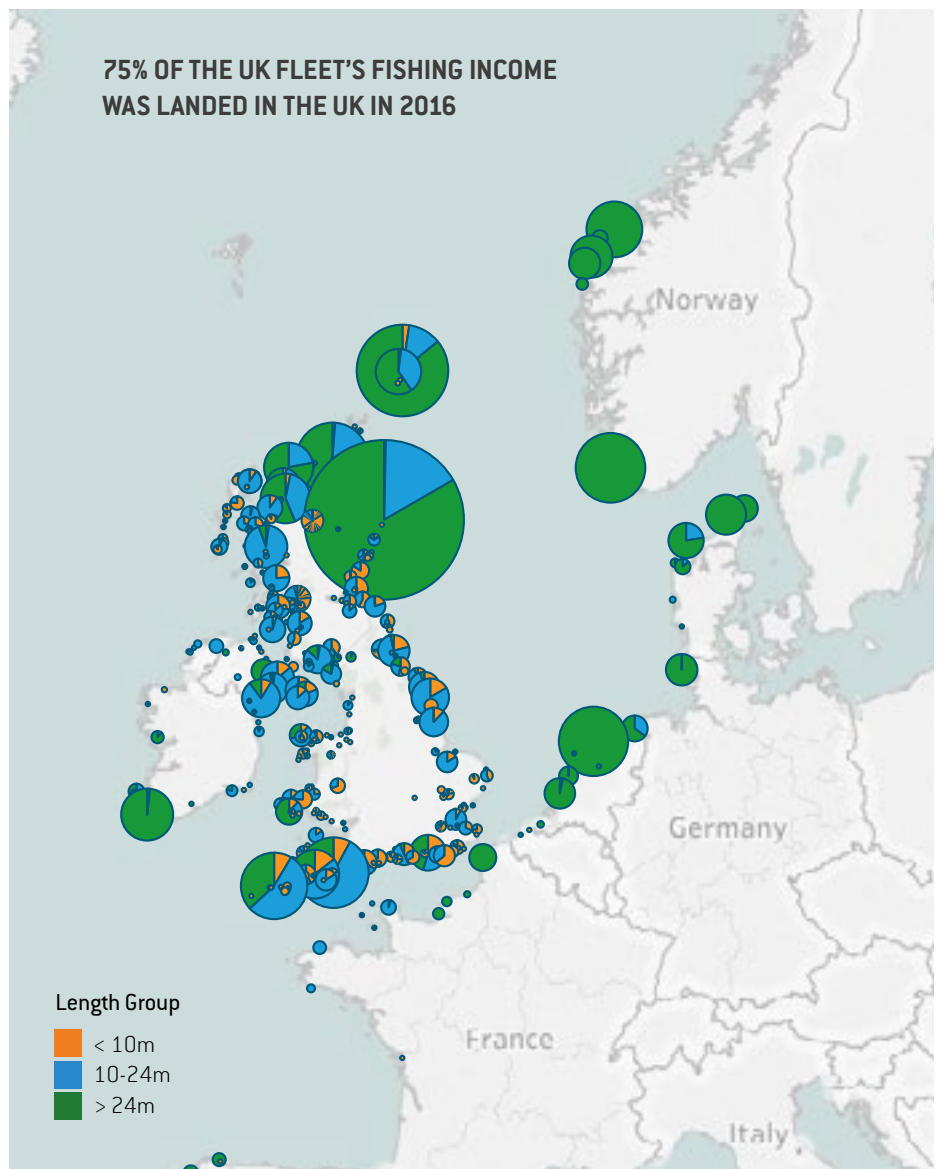 75% OF THE UK FLEET'S FISHING INCOME
WAS LANDED IN THE UK IN 2016
Norway
Germany
Length Group
< 10m
France
10-24m
> 24m
Italy